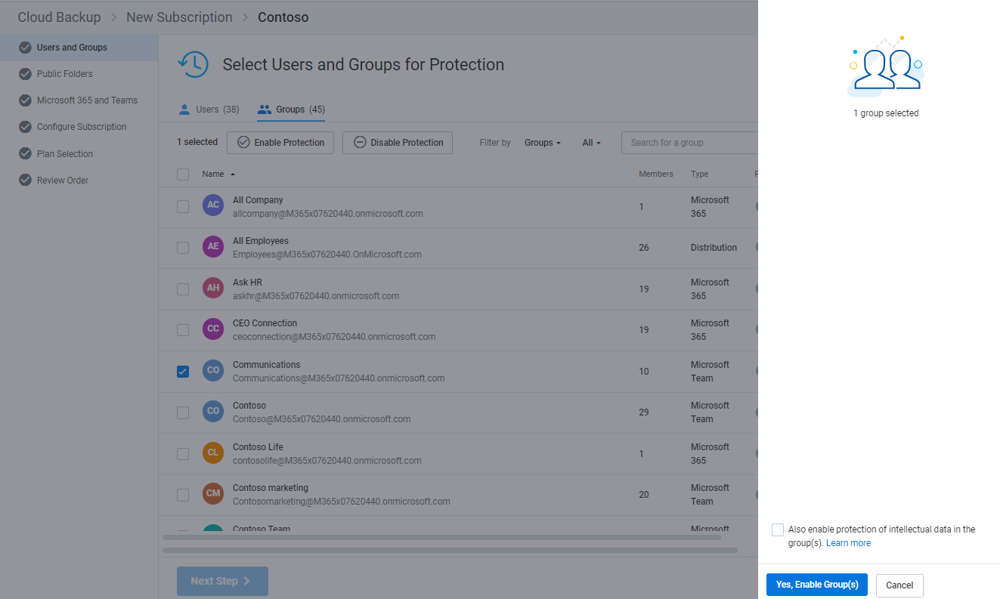 Cloud Backup > New Subscription > Contoso
Users and Groups
Public Folders
Microsoft 365 and Teams
Configure Subscription
Plan Selection
Review Order
Select Users and Groups for Protection
Users (38) Groups (45)
1 selected Enable Protection Disable Protection Filter by Groups All Search for a group
Name Members Type
AC All Company
allcompany@M365x07620440.onmicrosoft.com
1
Microsoft
365
AE All Employees
Employees@M365x07620440.OnMicrosoft.com
26
Distribution
AH Ask HR
askhr@M365x07620440.onmicrosoft.com
19
Microsoft
365
CC CEO Connection
ceoconnection@M365x07620440.onmicrosoft.com
19
Microsoft
365
CO Communications
Communications@M365x07620440.onmicrosoft.com
10
Microsoft
Team
CO Contoso
Contoso@M365x07620440.onmicrosoft.com
29
Microsoft
Team
CL Contoso Life
contosolife@M365x07620440.onmicrosoft.com
1
Microsoft
365
CM Contoso marketing
Contosomarketing@M365x07620440.onmicrosoft.com
20
Microsoft
Team
Contoso Team
Microsoft
Next Step >
1 group selected
Also enable protection of intellectual data in the
group(s). Learn more
Yes, Enable Group(s) Cancel